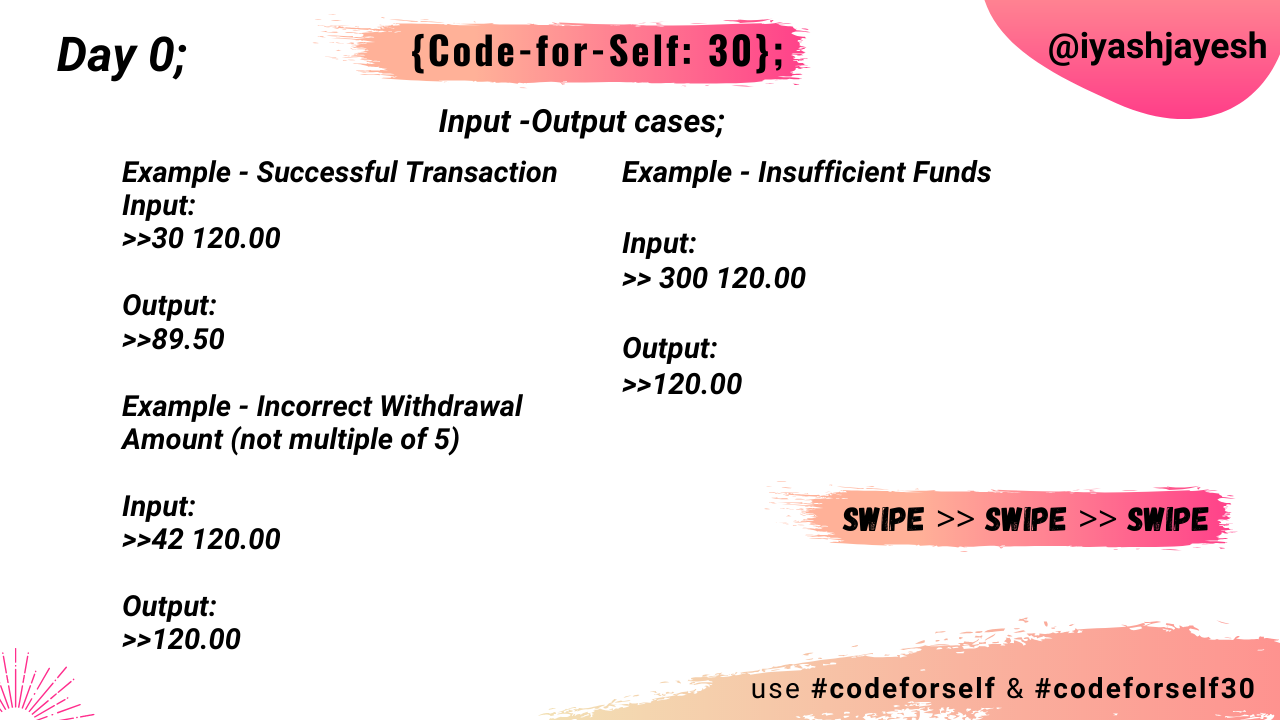 Day 0;
{Code-for-Self: 30};
@iyashjayesh
Input -Output cases;
Example - Successful Transaction
Input:
>>30 120.00
Output:
>>89.50
Example - Incorrect Withdrawal
Amount (not multiple of 5)
Input:
>>42 120.00
Output:
>>120.00
Example - Insufficient Funds
Input:
>> 300 120.00
Output:
>>120.00
SWIPE >> SWIPE >> SWIPE
use #codeforself & #codeforself30